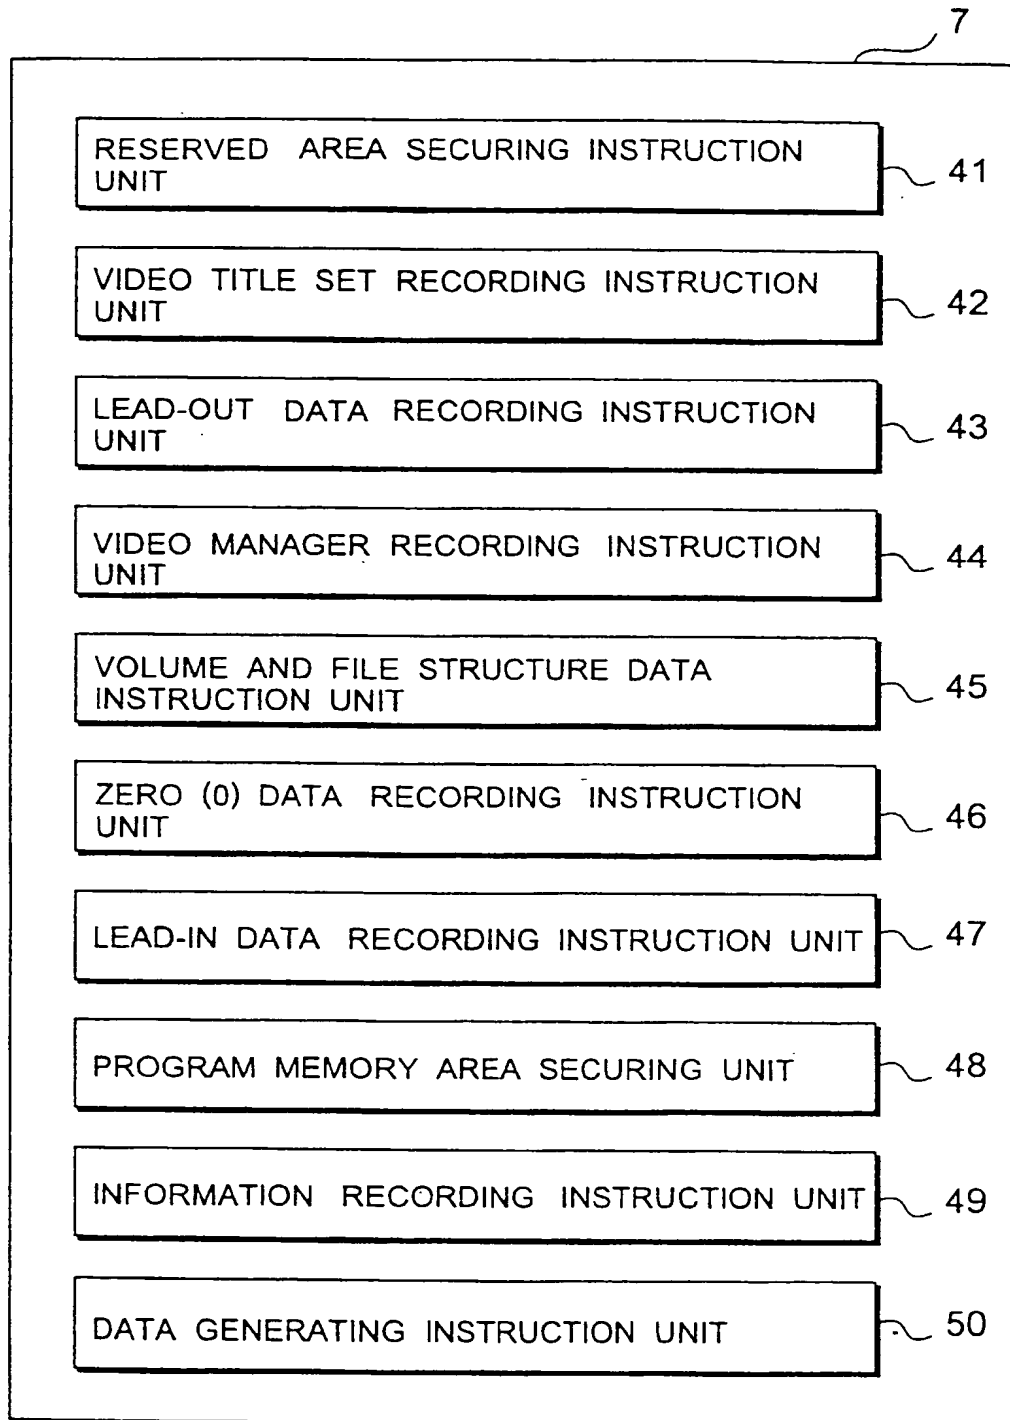 7
RESERVED AREA SECURING INSTRUCTION
UNIT
41
VIDEO TITLE SET RECORDING INSTRUCTION
UNIT
42
LEAD-OUT DATA RECORDING INSTRUCTION
UNIT
43
VIDEO MANAGER RECORDING INSTRUCTION
UNIT
44
VOLUME AND FILE STRUCTURE DATA
INSTRUCTION UNIT
45
ZERO (0) DATA RECORDING INSTRUCTION
UNIT
46
LEAD-IN DATA RECORDING INSTRUCTION UNIT
47
PROGRAM MEMORY AREA SECURING UNIT
48
INFORMATION RECORDING INSTRUCTION UNIT
49
DATA GENERATING INSTRUCTION UNIT
50